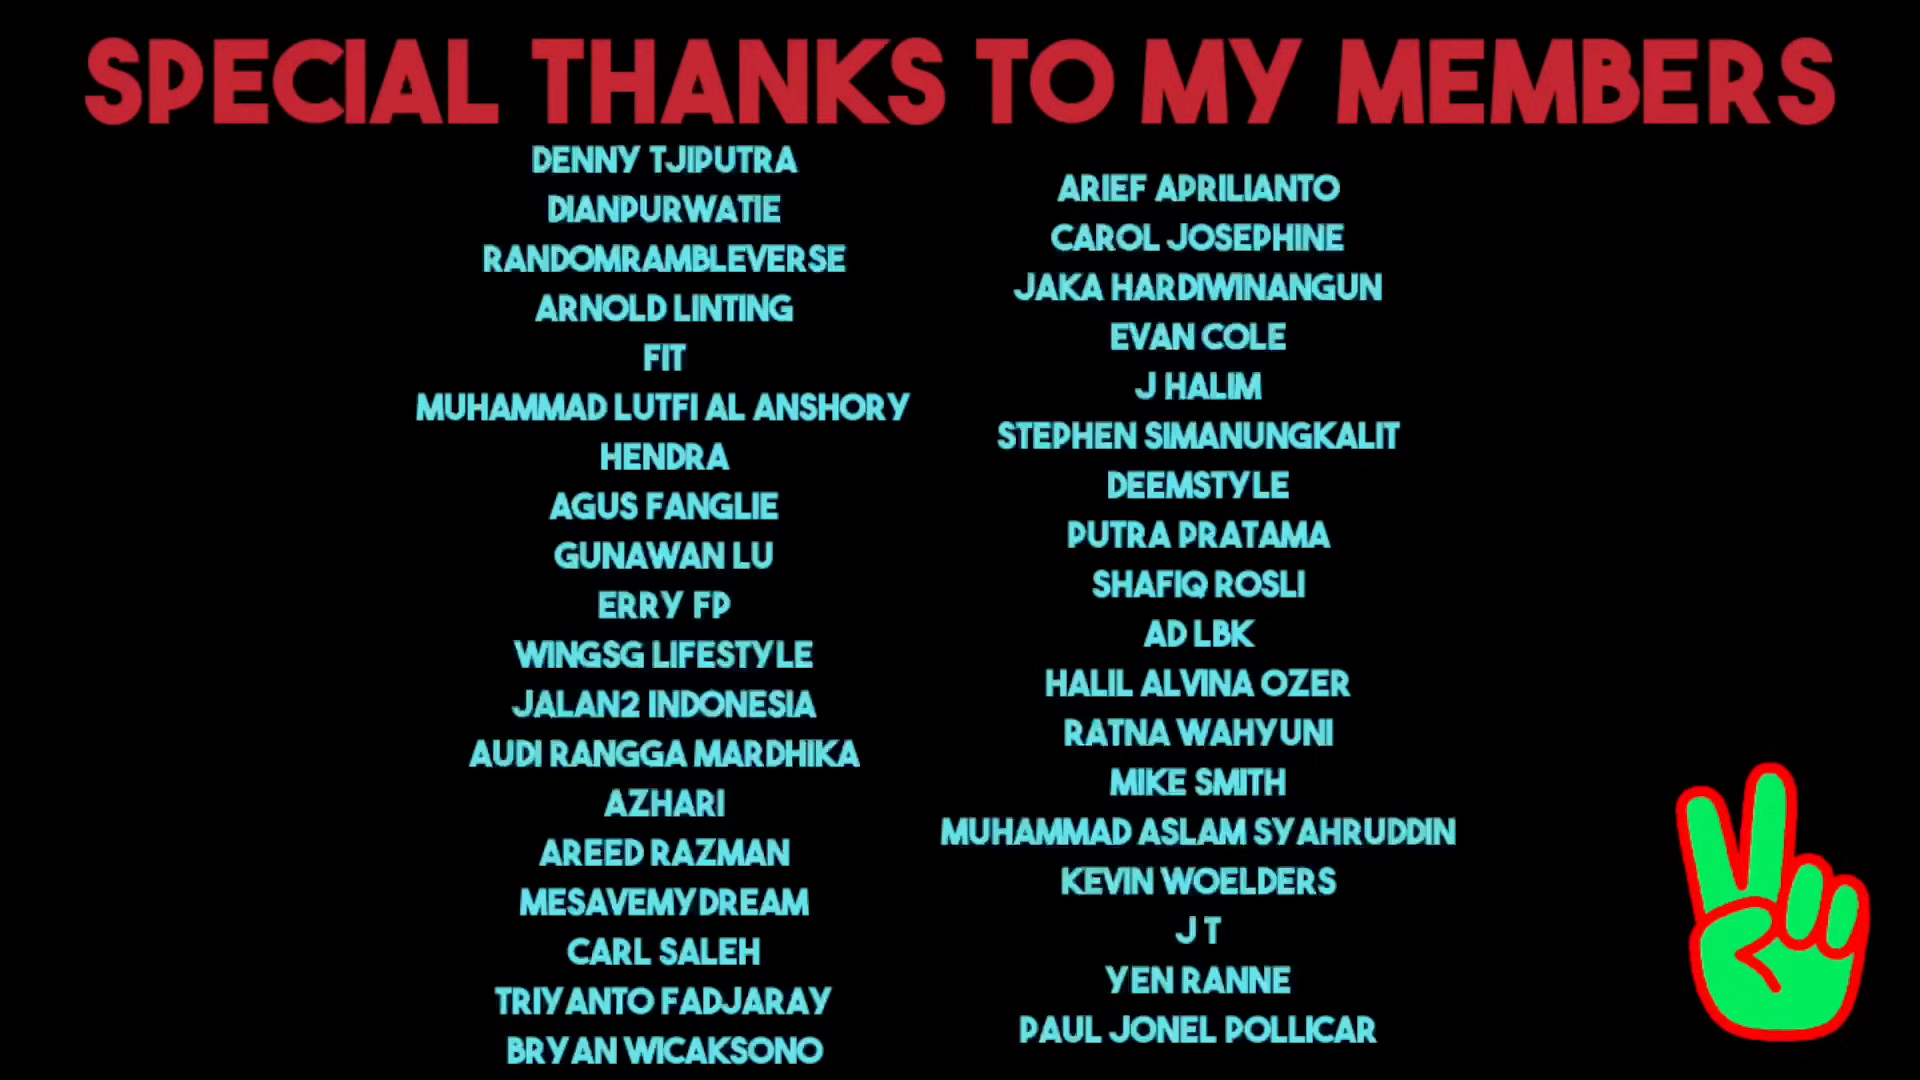 SPECIAL THANKS TO MY MEMBERS
DENNY TJIPUTRA
DIANPURWATIE
RANDOMRAMBLEVERSE
ARNOLD LINTING
FIT
MUHAMMAD LUTFI AL ANSHORY
HENDRA
AGUS FANGLIE
GUNAWAN LU
ERRY FP
WINGSG LIFESTYLE
JALAN2 INDONESIA
AUDI RANGGA MARDHIKA
AZHARI
AREED RAZMAN
MESAVEMYDREAM
CARL SALEH
TRIYANTO FADJARAY
BRYAN WICAKSONO
ARIEF APRILIANTO
CAROL JOSEPHINE
JAKA HARDIWINANGUN
EVAN COLE
J HALIM
STEPHEN SIMANUNGKALIT
DEEMSTYLE
PUTRA PRATAMA
SHAFIQ ROSLI
AD LBK
HALIL ALVINA OZER
RATNA WAHYUNI
MIKE SMITH
MUHAMMAD ASLAM SYAHRUDDIN
KEVIN WOELDERS
J T
YEN RANNE
PAUL JONEL POLLICAR